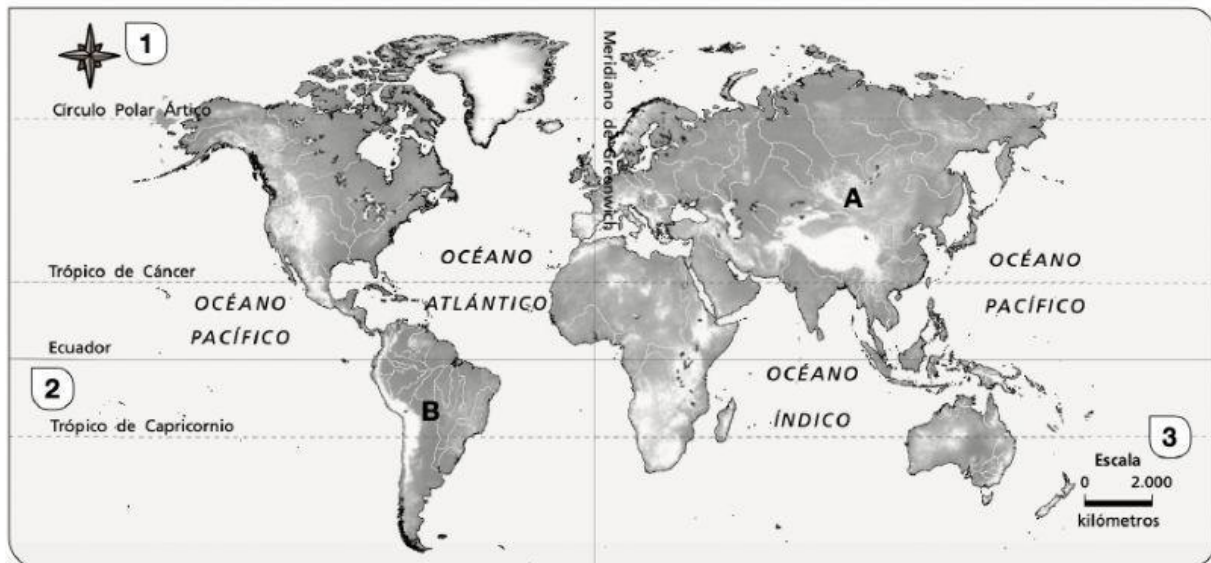 1
Círculo Polar Ártico
Meridiano de Greenwich
A
OCÉANO
ATLÁNTICO
Trópico de Cáncer
OCÉANO
PACÍFICO
OCÉANO
PACÍFICO
Ecuador
2
OCÉANO
ÍNDICO
B
Trópico de Capricornio
3
Escala
0 2.000
kilómetros